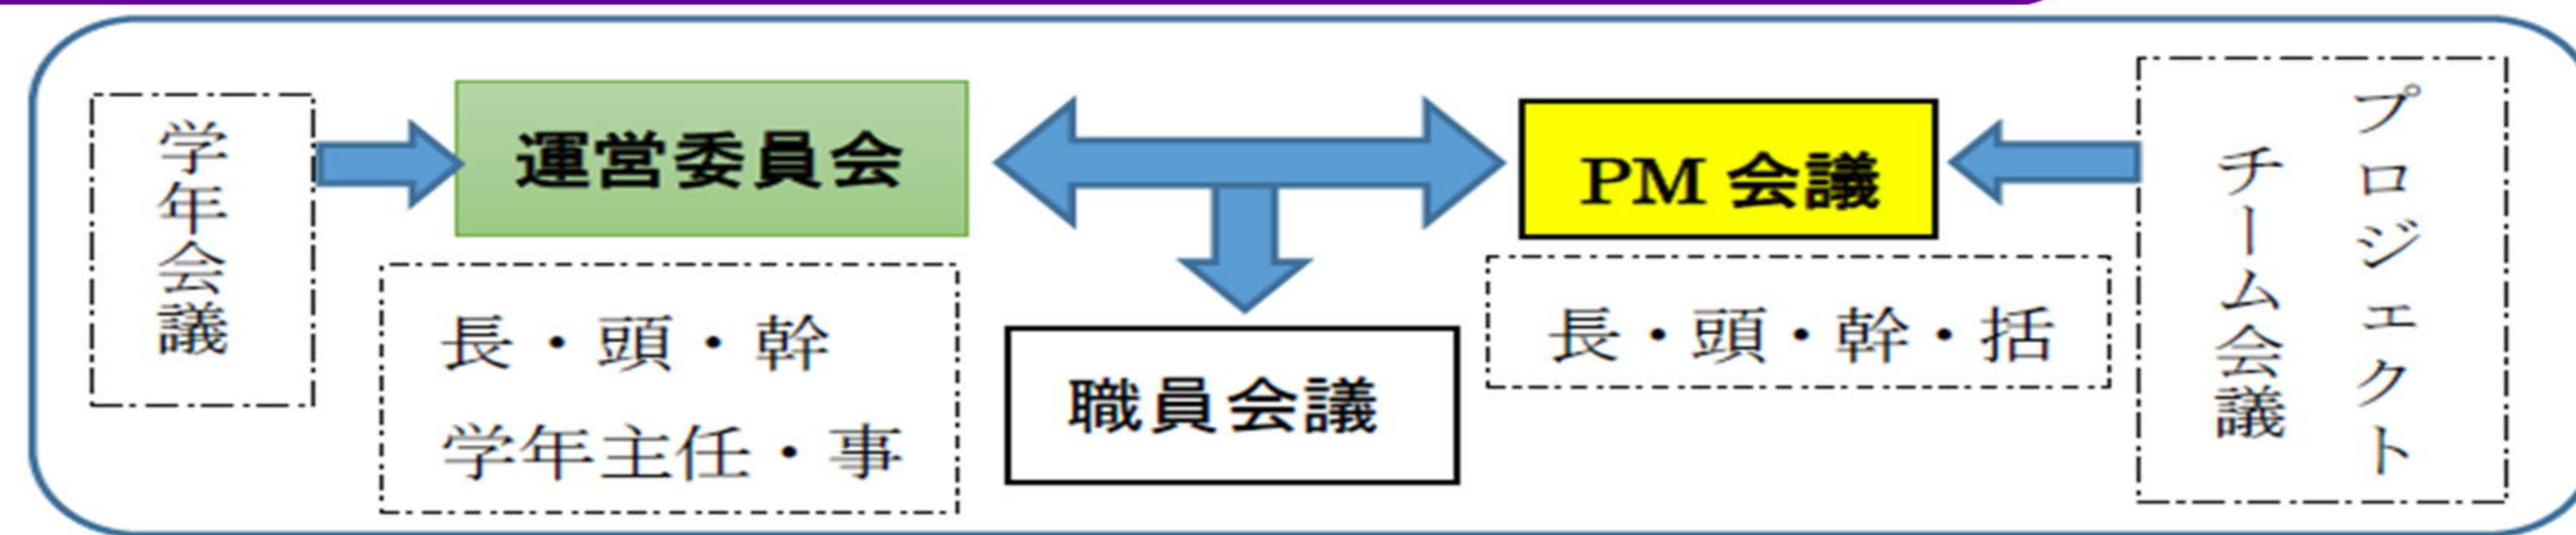 学年会議
運営委員会
長・頭・幹
学年主任・事
職員会議
PM 会議
長・頭・幹・括
プロジェクト
チーム会議